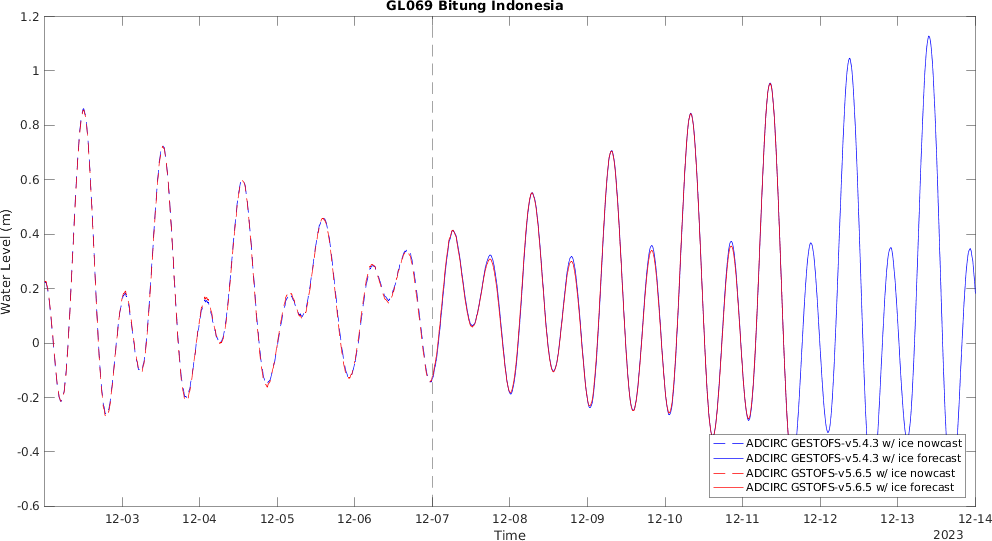 GL069 Bitung Indonesia
Water Level (m)
1.2
1
0.8
0.6
0.4
0.2
0
-0.2
-0.4
-0.6
ADCIRC GESTOFS-v5.4.3 w/ ice nowcast
ADCIRC GESTOFS-v5.4.3 w/ ice forecast
ADCIRC GSTOFS-v5.6.5 w/ ice nowcast
ADCIRC GSTOFS-v5.6.5 w/ ice forecast
12-03 12-04 12-05 12-06 12-07 12-08 12-09 12-10 12-11 12-12 12-13 12-14
Time
2023